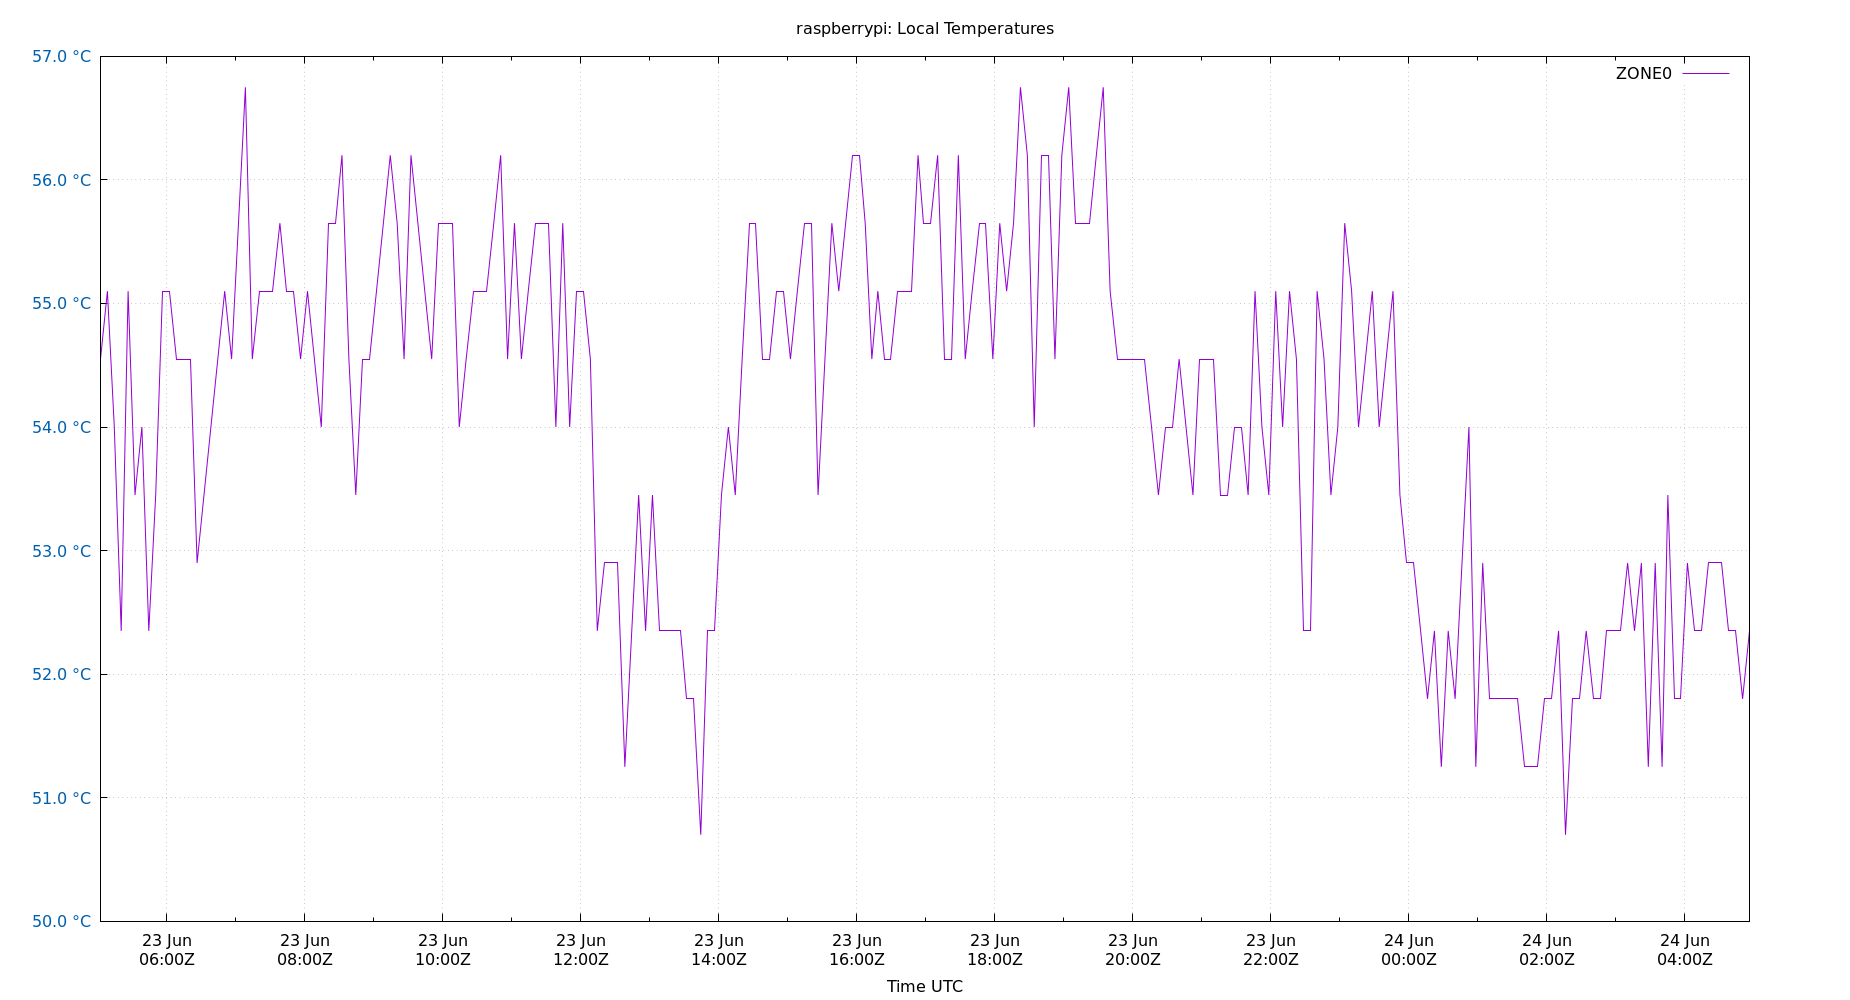 raspberrypi: Local Temperatures
57.0 °C
ZONE0
56.0 °C
55.0 °C
54.0 °C
53.0 °C
52.0 °C
51.0 °C
50.0 °C
23 Jun 23 Jun 23 Jun 23 Jun 23 Jun 23 Jun 23 Jun 23 Jun 23 Jun 24 Jun 24 Jun 24 Jun
06:00Z 08:00Z 10:00Z 12:00Z 14:00Z 16:00Z 18:00Z 20:00Z 22:00Z 00:00Z 02:00Z 04:00Z
Time UTC